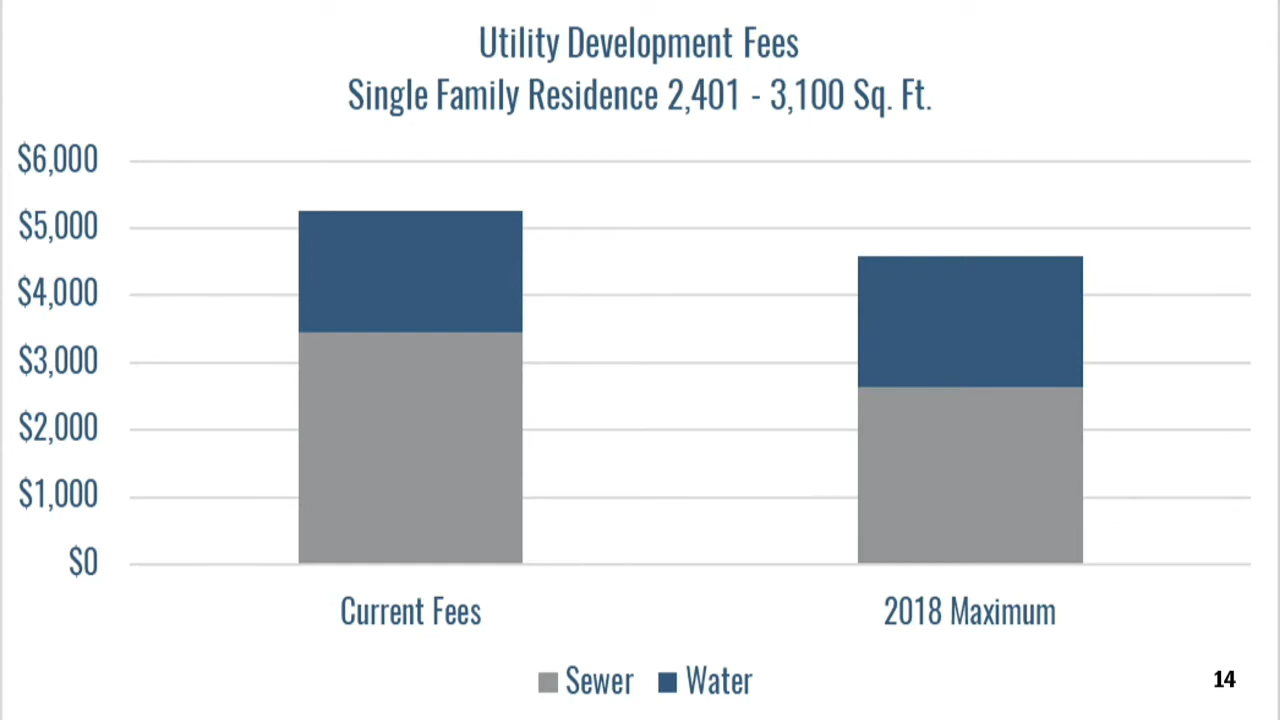 Utility Development Fees
Single Family Residence 2,401 - 3,100 Sq. Ft.
$6,000
$5,000
$4,000
$3,000
$2,000
$1,000
$0
Current Fees
2018 Maximum
Sewer
Water
14